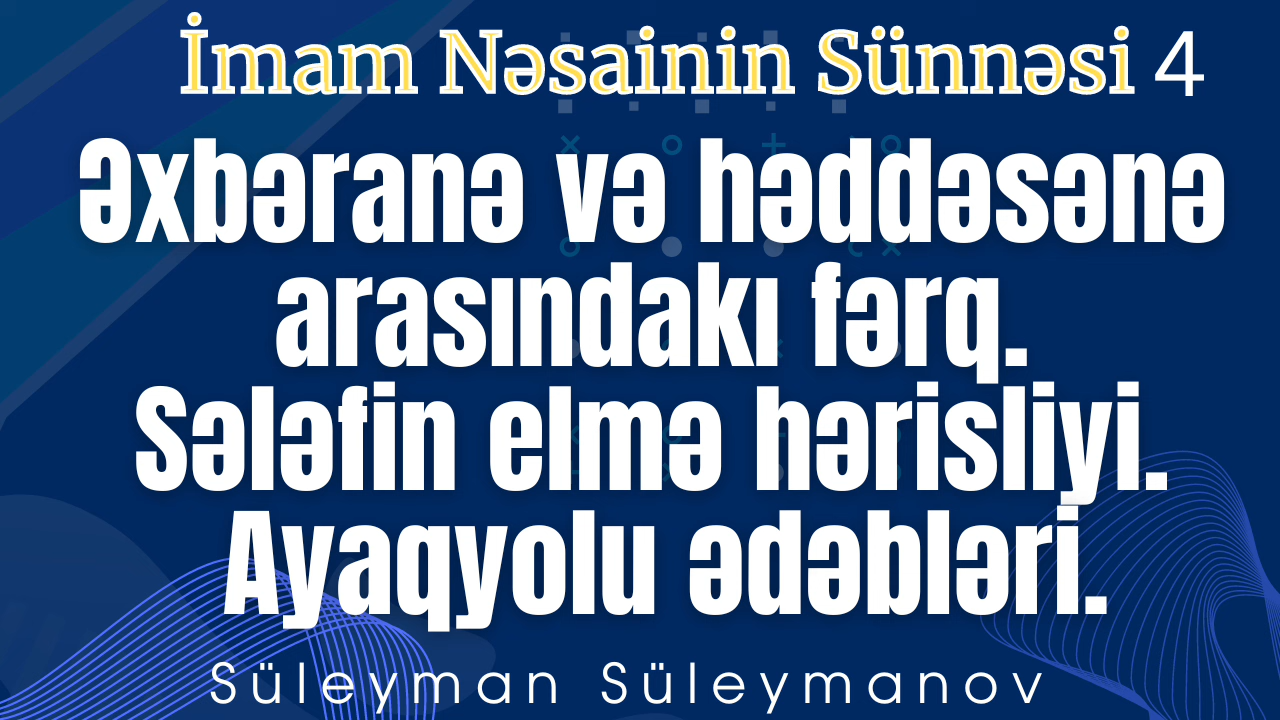 İmam Nəsainin Sünnəsi 4
Əxbəranə və həddəsənə
arasındakı fərq.
Sələfin elmə hərisliyi.
Ayaqyolu ədəbləri.
Süleyman Süleymanov